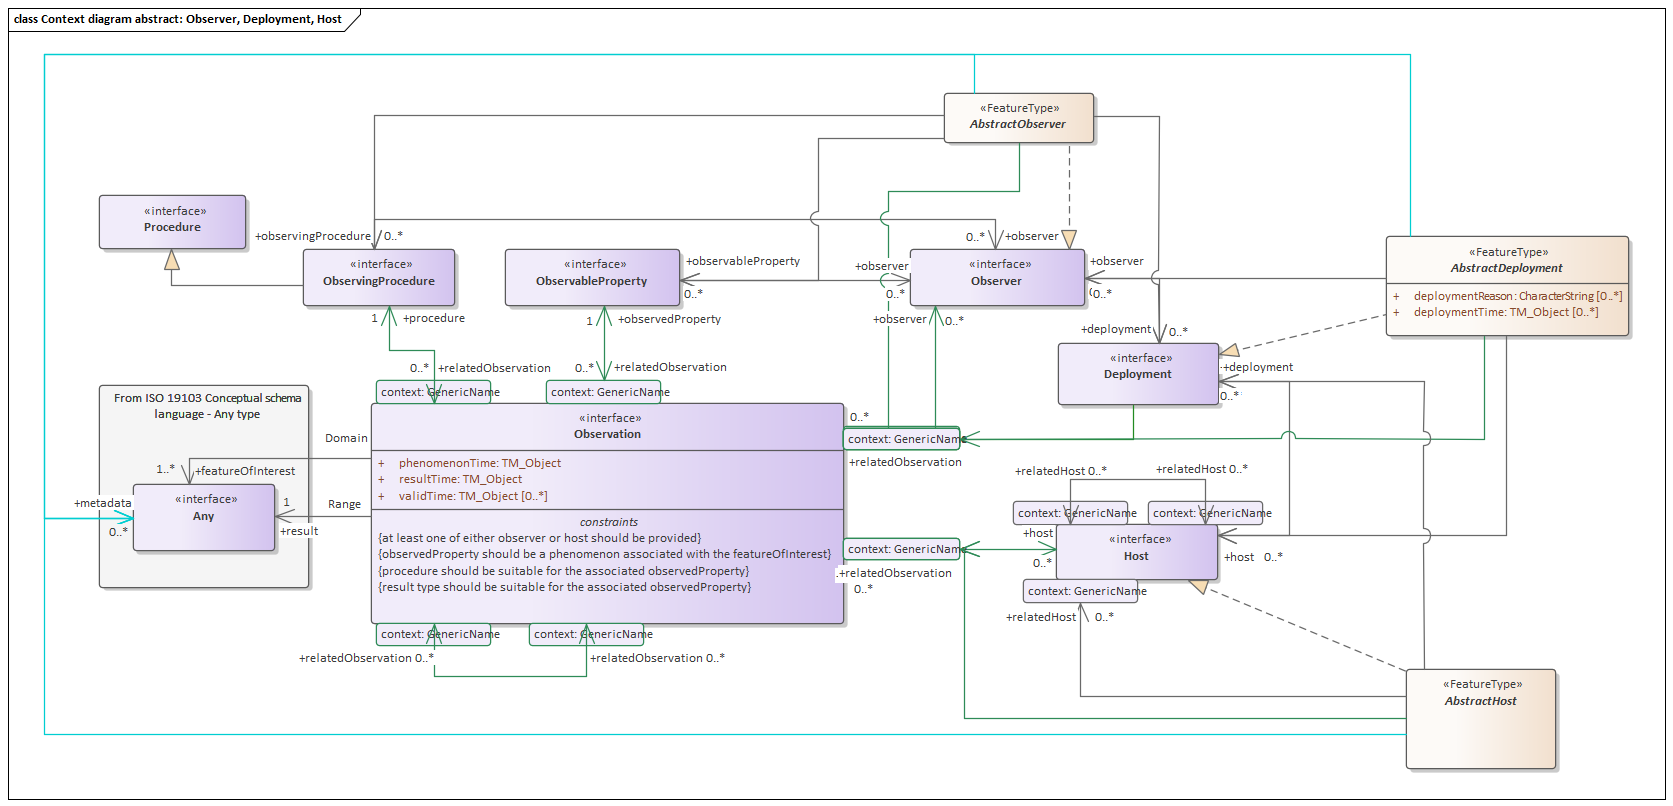 class Context diagram abstract: Observer, Deployment, Host
«FeatureType»
AbstractObserver
«interface»
Procedure
+observingProcedure
0..*
0..*
+observer
«interface»
ObservingProcedure
«interface»
ObservableProperty
+observableProperty
0..*
+observer
0..*
«interface»
Observer
+observer
0..*
«FeatureType»
AbstractDeployment
+ deploymentReason: CharacterString [0..*]
+ deploymentTime: TM_Object [0..*]
1
+procedure
1
+observedProperty
+observer
0..*
+deployment
0..*
0..*
+relatedObservation
0..*
+relatedObservation
«interface»
Deployment
+deployment
0..*
context: GenericName
context: GenericName
From ISO 19103 Conceptual schema
language - Any type
«interface»
Observation
0..*
context: GenericName
+relatedObservation
Domain
1..*
+featureOfInterest
+ phenomenonTime: TM_Object
+ resultTime: TM_Object
+ validTime: TM_Object [0..*]
+relatedHost 0..*
+relatedHost 0..*
+metadata
0..*
«interface»
Any
1
Range
+result
constraints
{at least one of either observer or host should be provided}
{observedProperty should be a phenomenon associated with the featureOfInterest}
{procedure should be suitable for the associated observedProperty}
{result type should be suitable for the associated observedProperty}
context: GenericName
context: GenericName
context: GenericName
+relatedObservation
0..*
+host
0..*
«interface»
Host
+host 0..*
context: GenericName
+relatedHost
0..*
context: GenericName
context: GenericName
+relatedObservation 0..*
+relatedObservation 0..*
«FeatureType»
AbstractHost